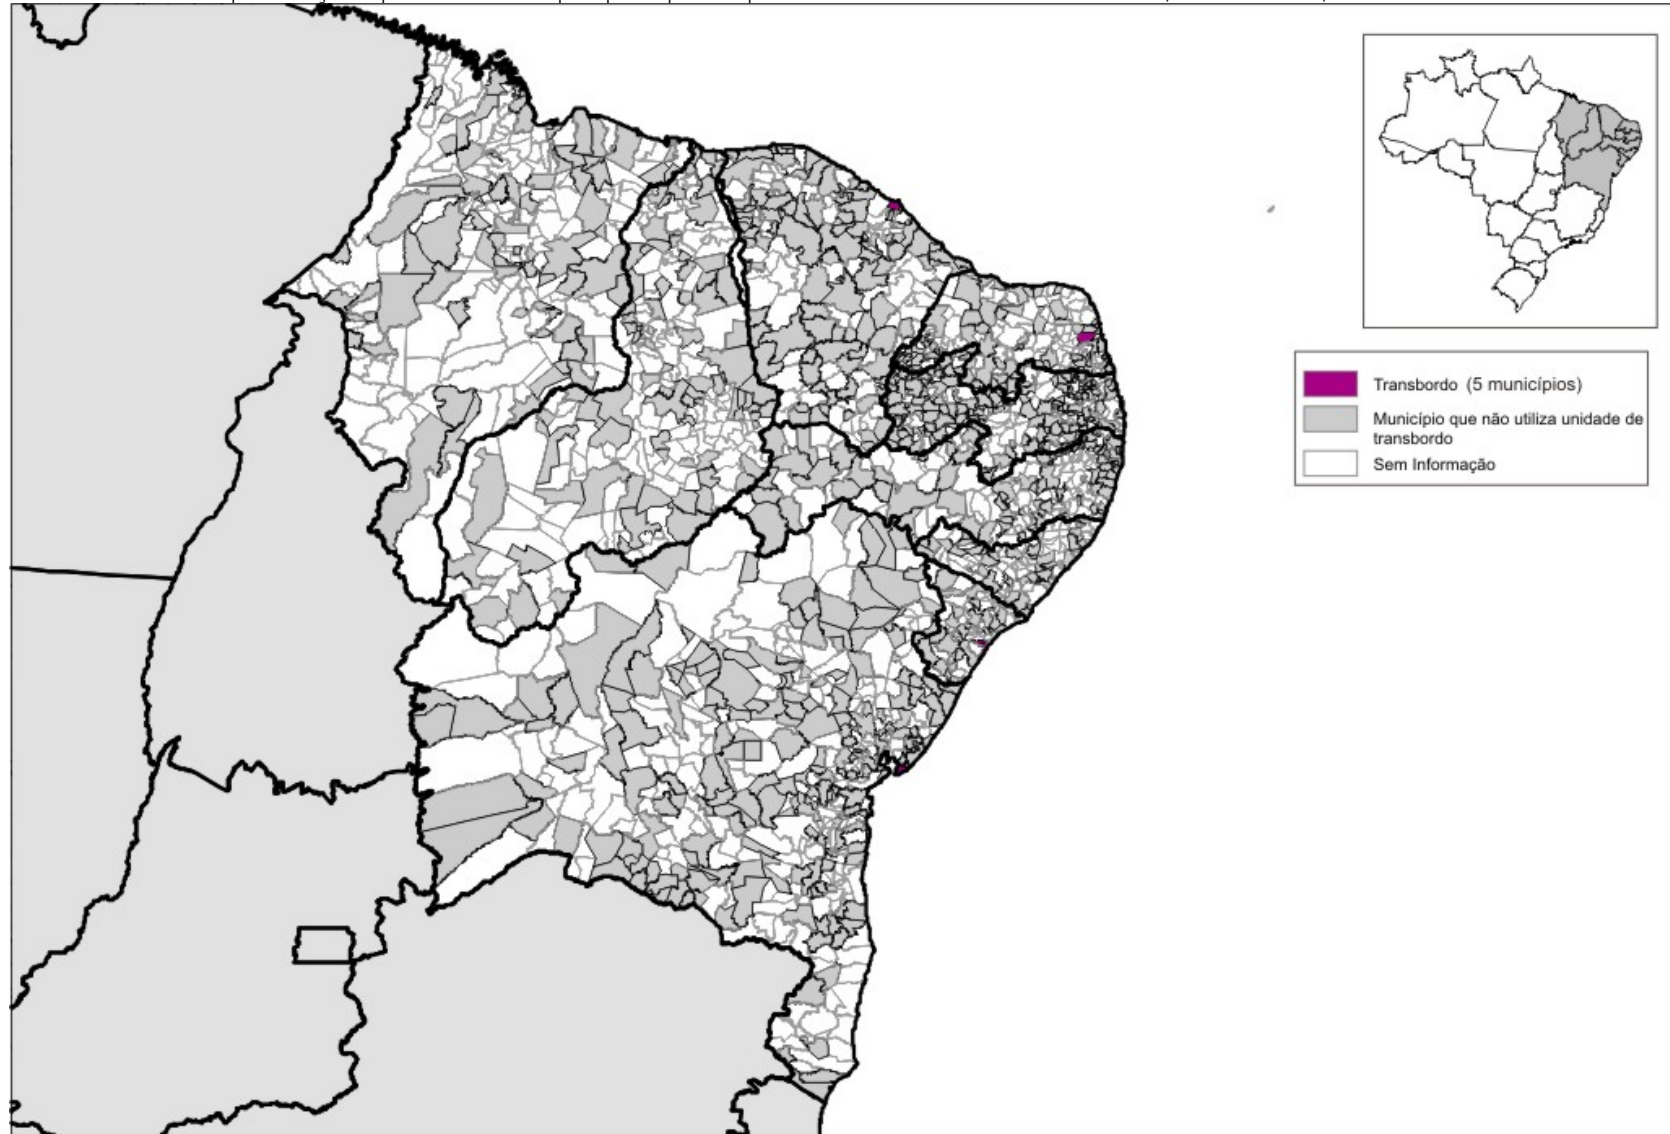 Transbordo (5 municípios)
Município que não utiliza unidade de
transbordo
Sem Informação